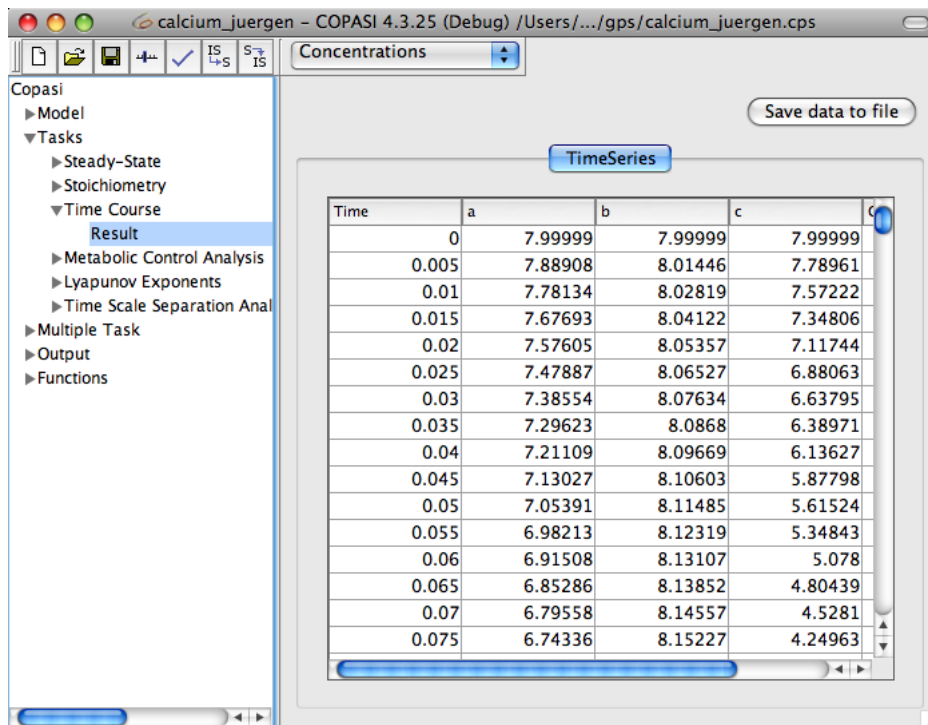 calcium_juergen – COPASI 4.3.25 (Debug) /Users/.../gps/calcium_juergen.cps
IS S S IS Concentrations
Copasi
Model
Tasks
Steady-State
Stoichiometry
Time Course
Result
Metabolic Control Analysis
Lyapunov Exponents
Time Scale Separation Anal
Multiple Task
Output
Functions
Save data to file
TimeSeries
Time a b c
0 7.99999 7.99999 7.99999
0.005 7.88908 8.01446 7.78961
0.01 7.78134 8.02819 7.57222
0.015 7.67693 8.04122 7.34806
0.02 7.57605 8.05357 7.11744
0.025 7.47887 8.06527 6.88063
0.03 7.38554 8.07634 6.63795
0.035 7.29623 8.0868 6.38971
0.04 7.21109 8.09669 6.13627
0.045 7.13027 8.10603 5.87798
0.05 7.05391 8.11485 5.61524
0.055 6.98213 8.12319 5.34843
0.06 6.91508 8.13107 5.078
0.065 6.85286 8.13852 4.80439
0.07 6.79558 8.14557 4.5281
0.075 6.74336 8.15227 4.24963